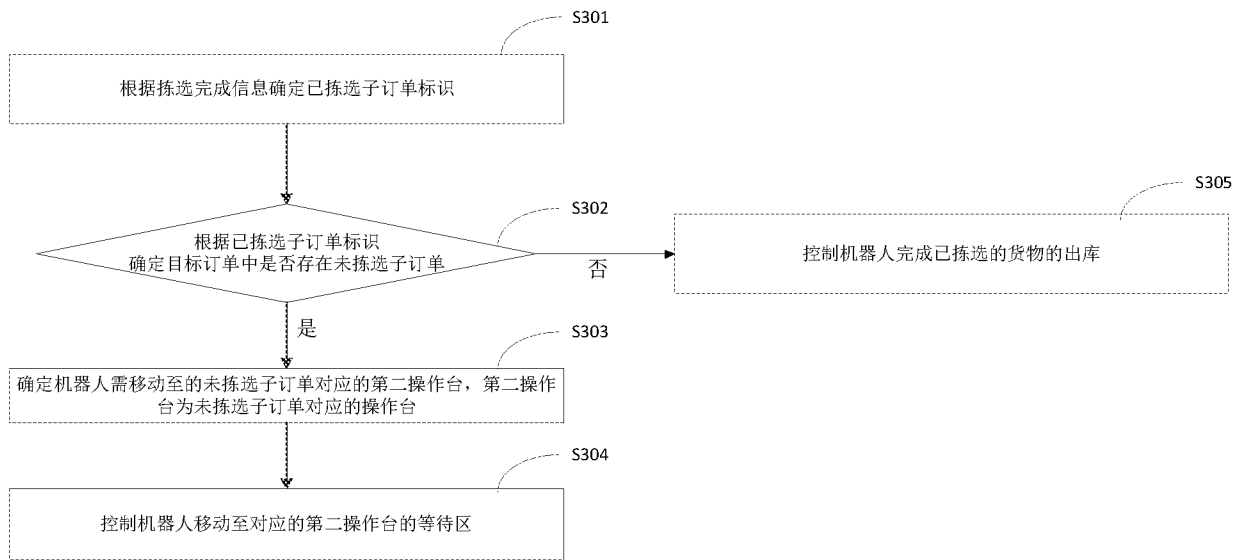 S301
根据拣选完成信息确定已拣选子订单标识
S302
根据已拣选子订单标识
确定目标订单中是否存在未拣选子订单
否
S305
控制机器人完成已拣选的货物的出库
是
S303
确定机器人需移动至的未拣选子订单对应的第二操作台，第二操作
台为未拣选子订单对应的操作台
S304
控制机器人移动至对应的第二操作台的等待区